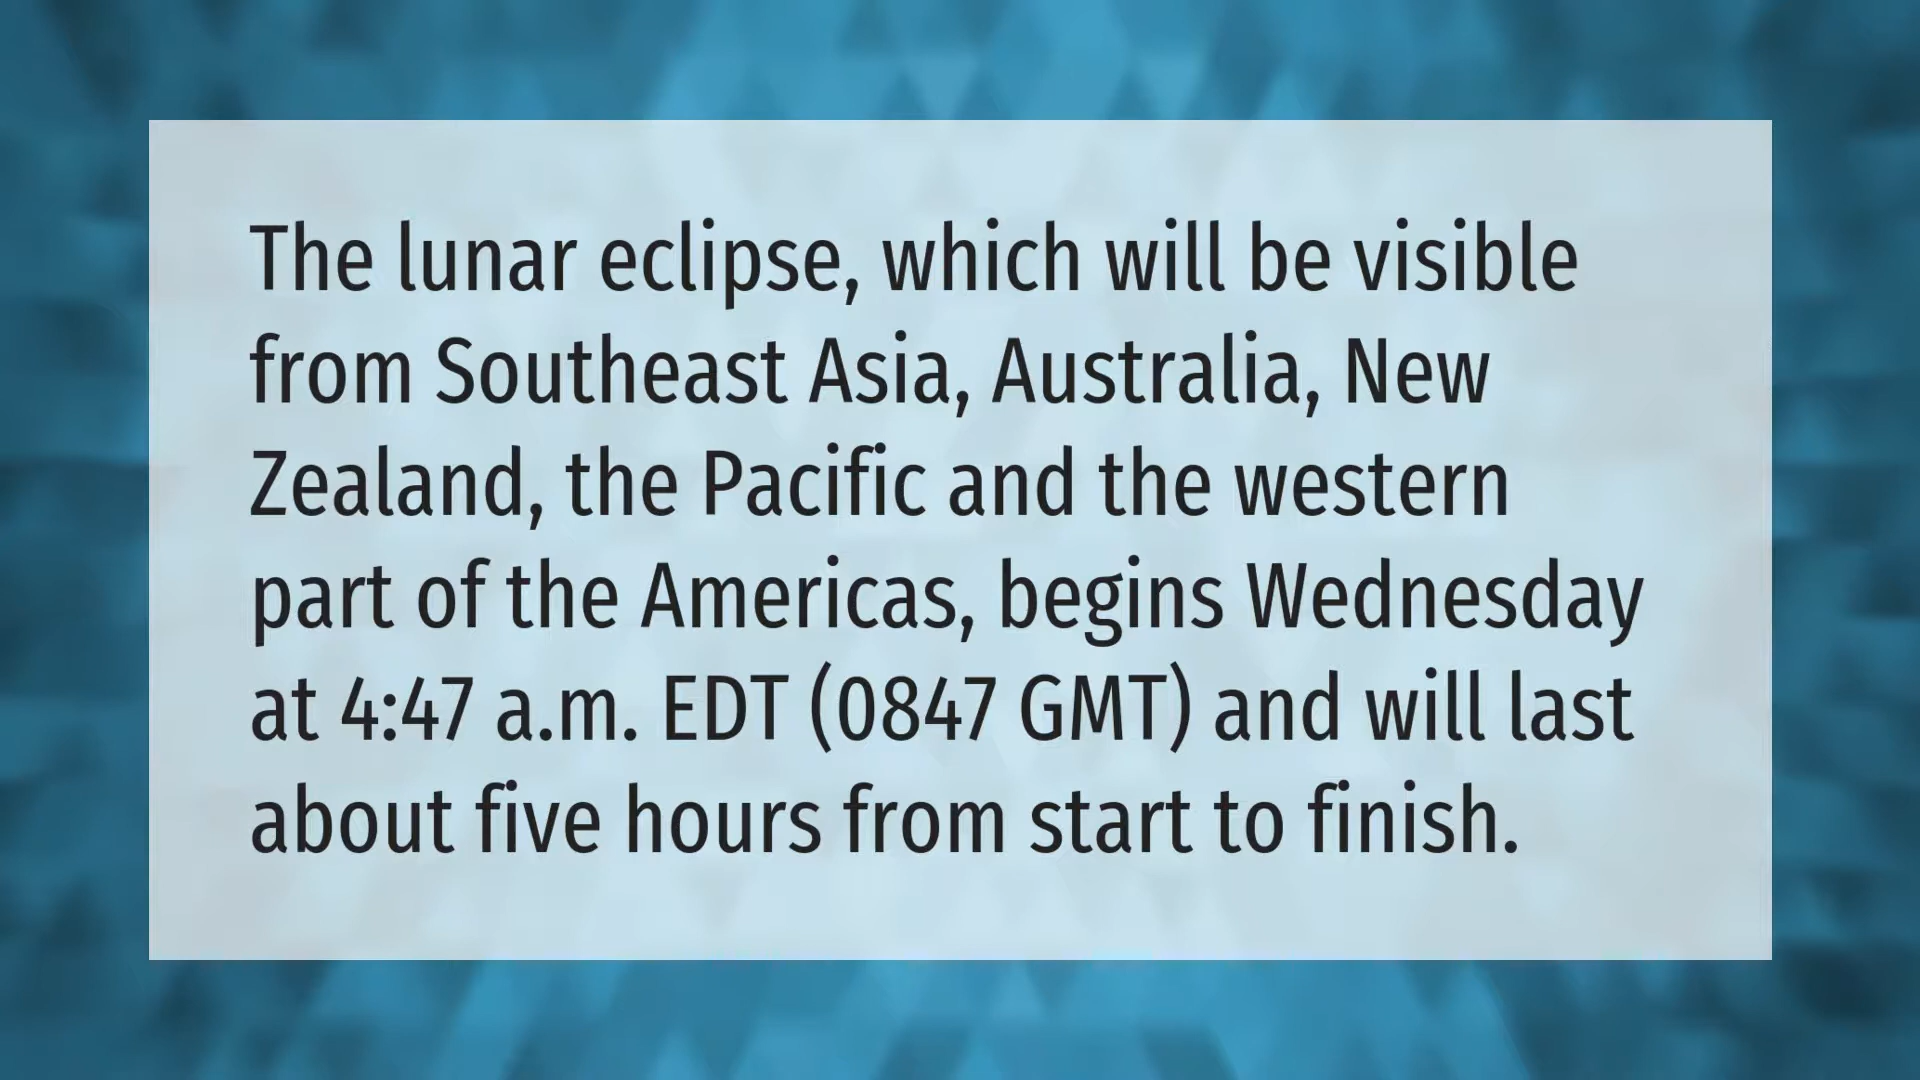 The lunar eclipse, which will be visible
from Southeast Asia, Australia, New
Zealand, the Pacific and the western
part of the Americas, begins Wednesday
at 4:47 a.m. EDT (0847 GMT) and will last
about five hours from start to finish.